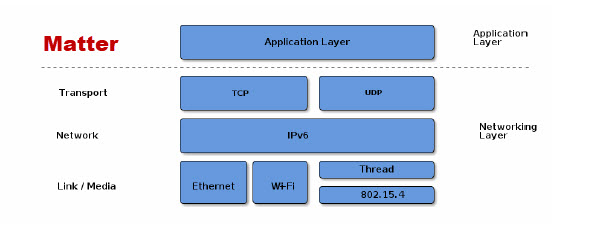 Matter
Application Layer
Application
Layer
Transport
TCP
UDP
Network
IPv6
Networking
Layer
Link / Media
Ethernet
Wi-Fi
Thread
802.15.4